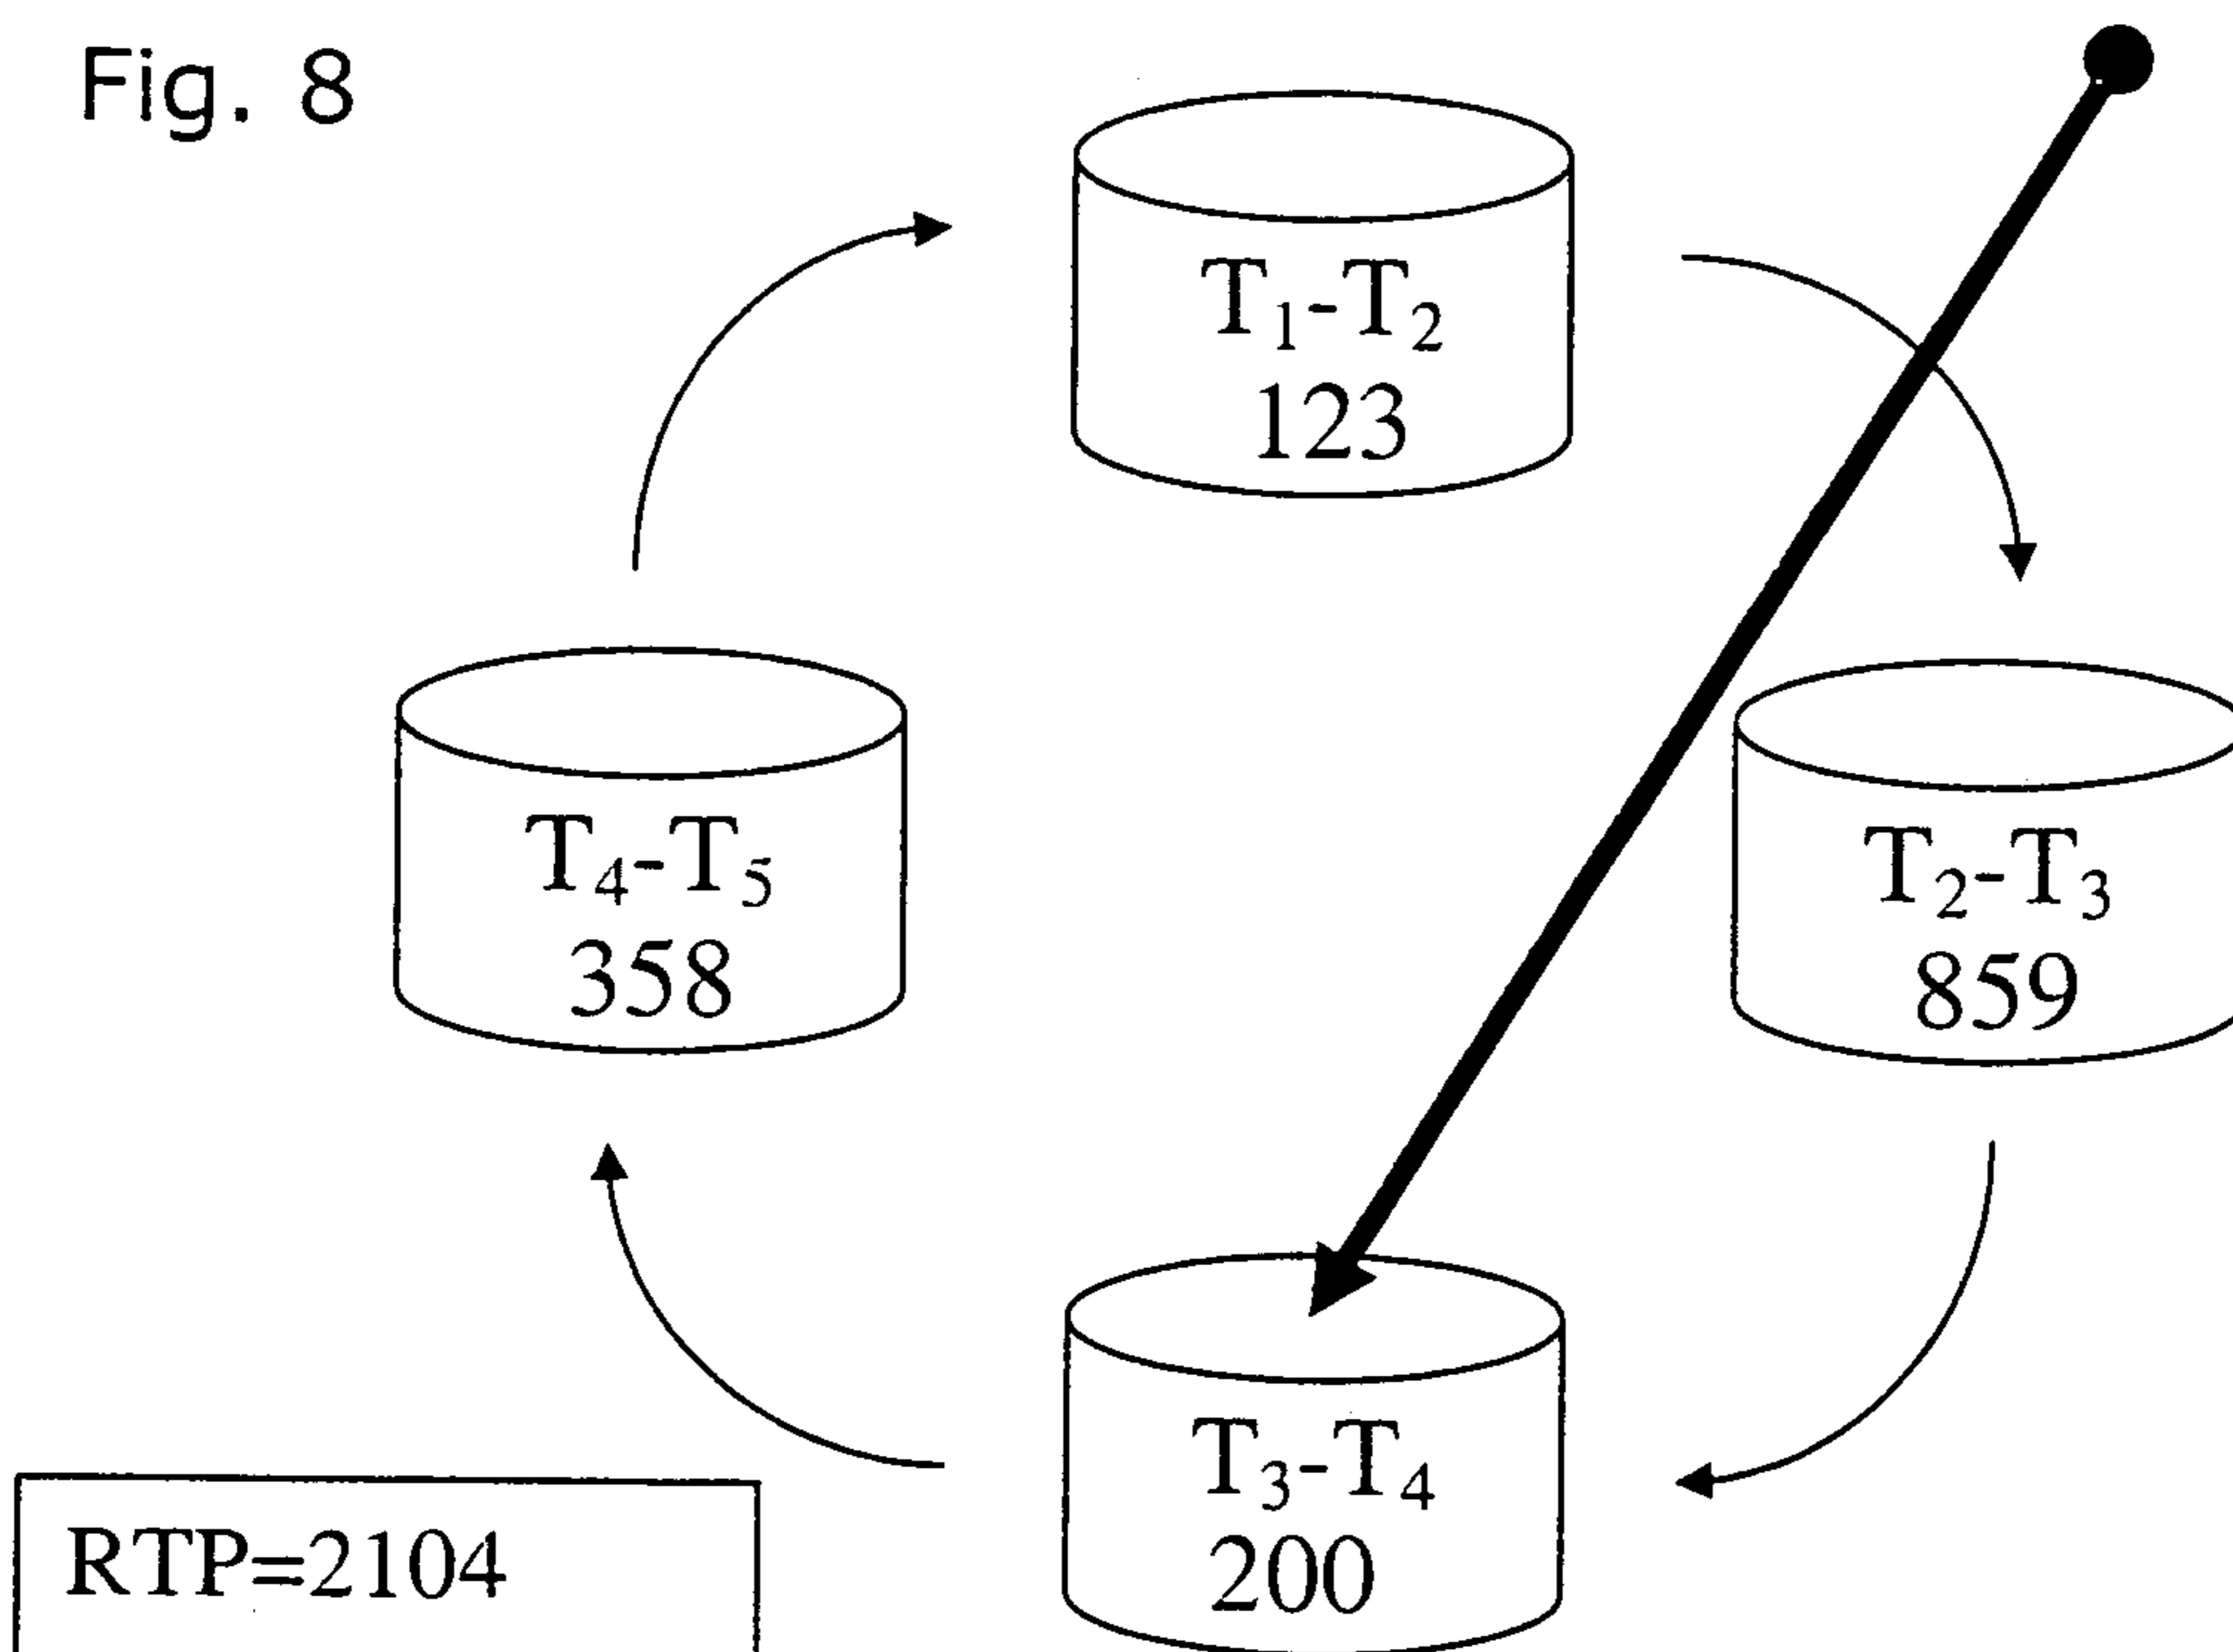 Fig. 8
T₁-T₂
123
T₄-T₅
358
T₂-T₃
859
T₃-T₄
200
RTP=2104